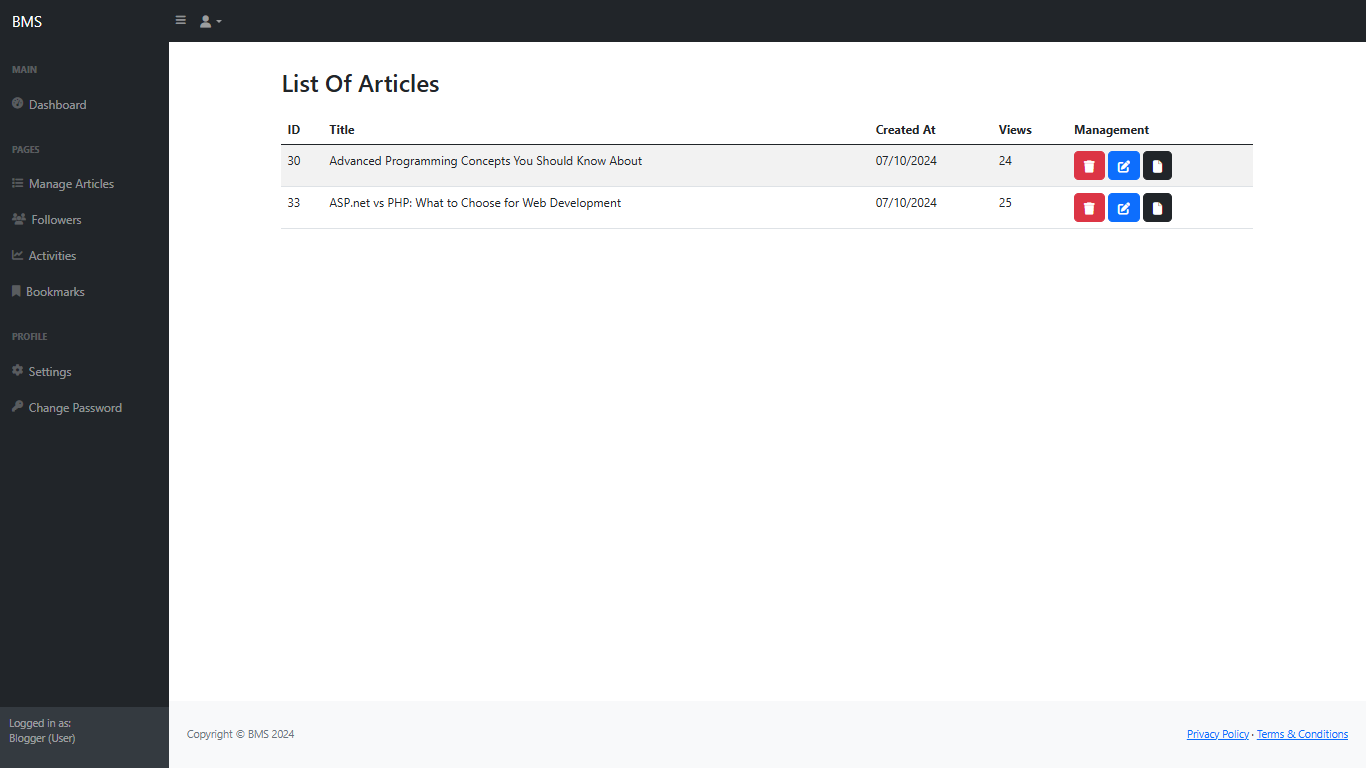 BMS
MAIN
Dashboard
PAGES
Manage Articles
Followers
Activities
Bookmarks
PROFILE
Settings
Change Password
Logged in as:
Blogger (User)
List Of Articles
ID Title Created At Views Management
30 Advanced Programming Concepts You Should Know About 07/10/2024 24
33 ASP.net vs PHP: What to Choose for Web Development 07/10/2024 25
Copyright © BMS 2024 Privacy Policy · Terms & Conditions